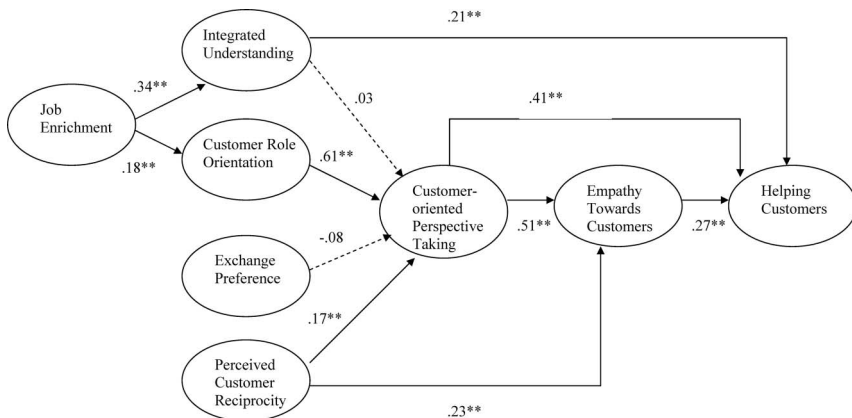 .21**
Integrated
Understanding
.34**
.03
.41**
Job
Enrichment
Customer Role
Orientation
.18**
.61**
Customer-
oriented
Perspective
Taking
Empathy
Towards
Customers
Helping
Customers
.51**
.27**
-.08
Exchange
Preference
.17**
Perceived
Customer
Reciprocity
.23**